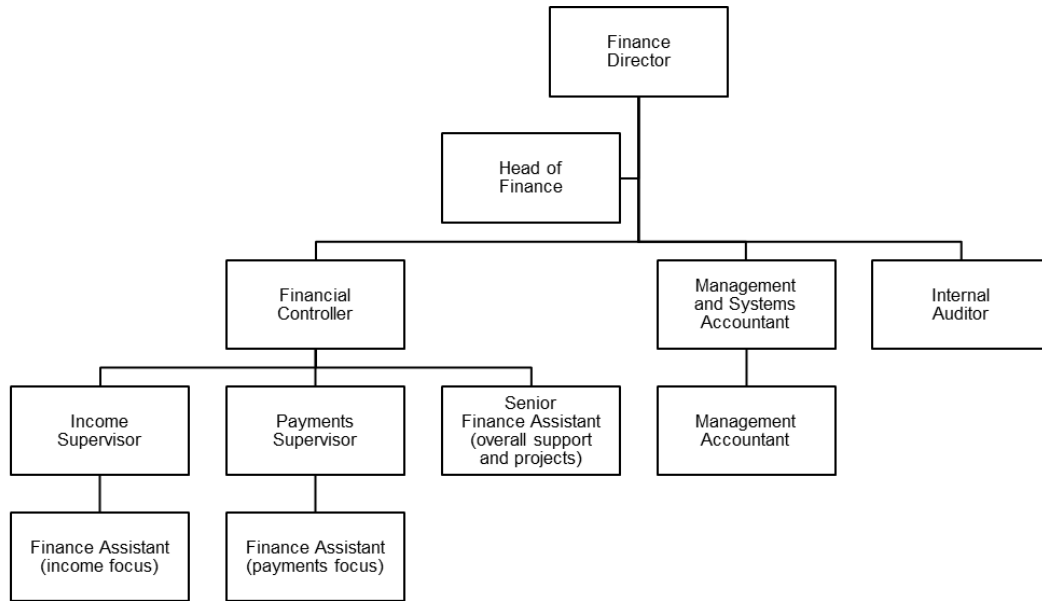 Finance
Director
Head of
Finance
Financial
Controller
Management
and Systems
Accountant
Internal
Auditor
Income
Supervisor
Payments
Supervisor
Senior
Finance Assistant
(overall support
and projects)
Management
Accountant
Finance Assistant
(income focus)
Finance Assistant
(payments focus)